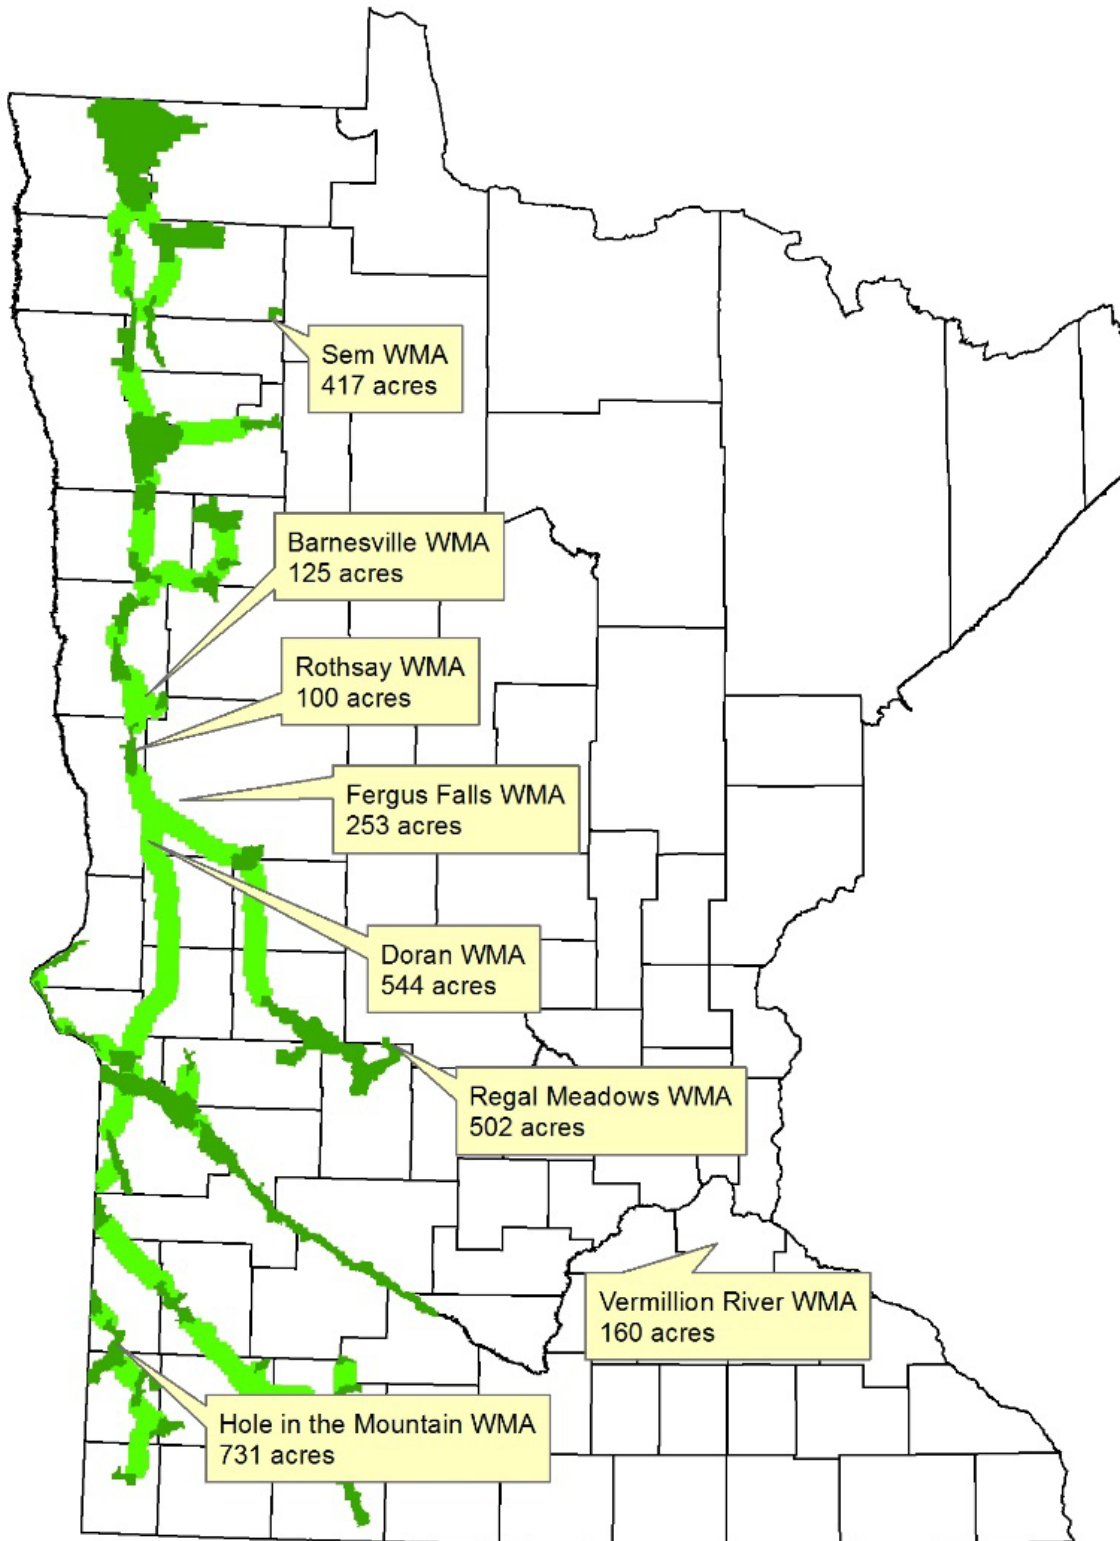 Sem WMA
417 acres
Barnesville WMA
125 acres
Rothsay WMA
100 acres
Fergus Falls WMA
253 acres
Doran WMA
544 acres
Regal Meadows WMA
502 acres
Vermillion River WMA
160 acres
Hole in the Mountain WMA
731 acres